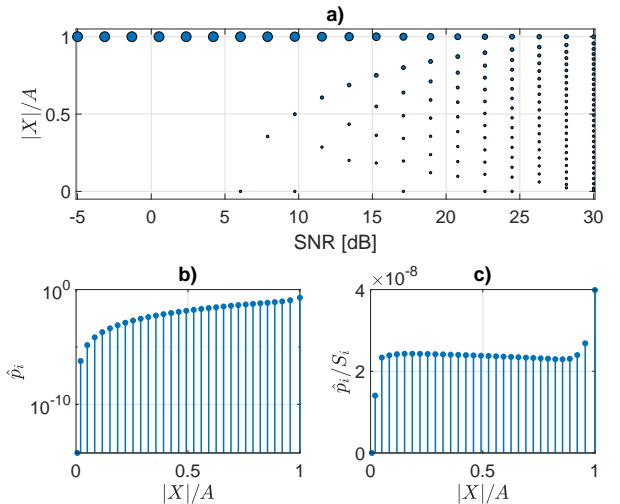 a)
1
0.5
0
|X|/A
-5 0 5 10 15 20 25 30
SNR [dB]
b)
10^0
10^-10
p̂_i
0 0.5 1
|X|/A
c)
×10^-8
4
2
0
p̂_i/S_i
0 0.5 1
|X|/A